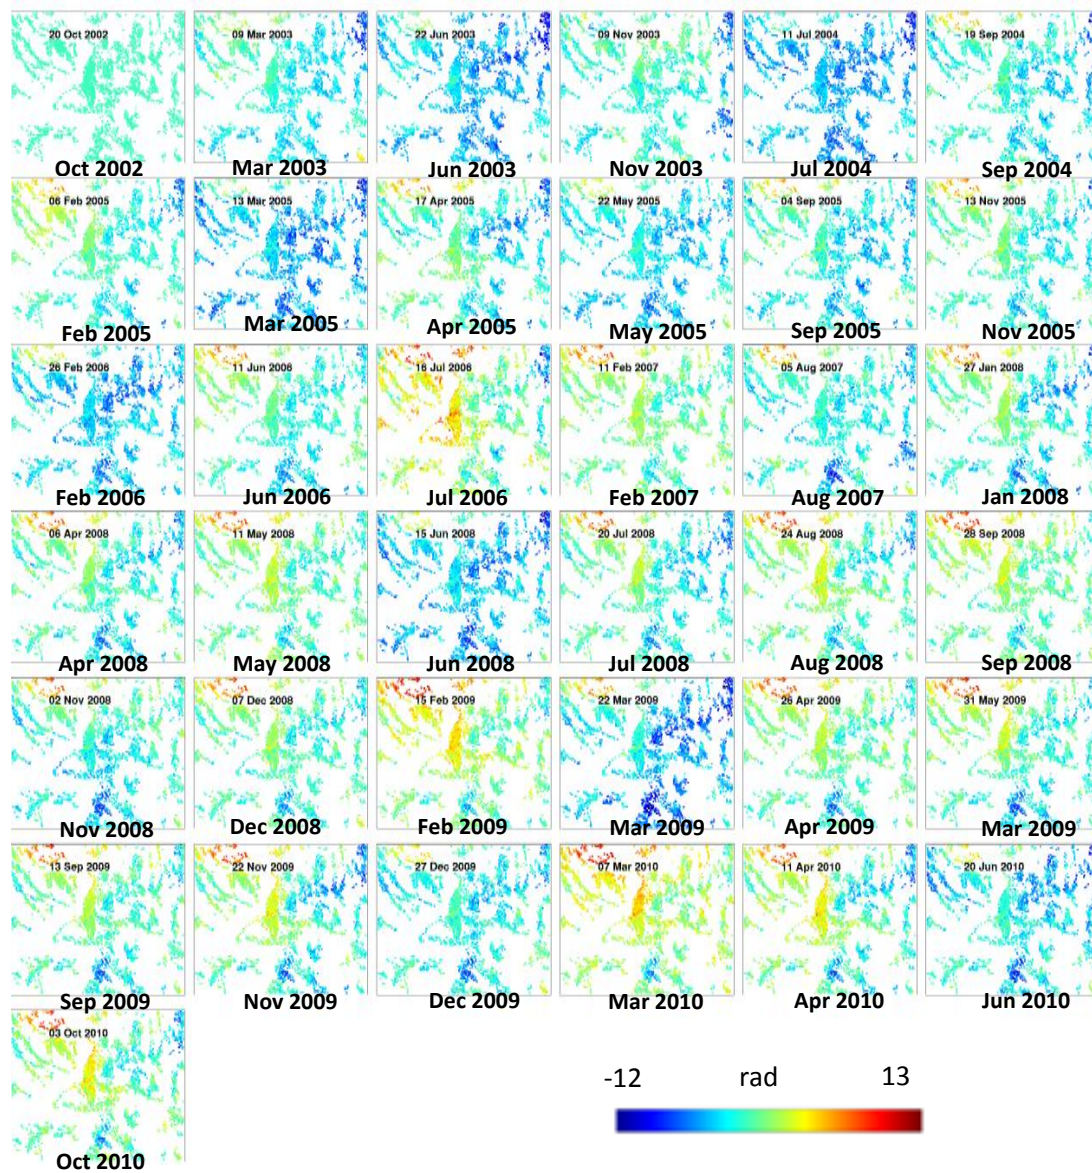 20 Oct 2002 09 Mar 2003 22 Jun 2003 09 Nov 2003 11 Jul 2004 19 Sep 2004
Oct 2002 Mar 2003 Jun 2003 Nov 2003 Jul 2004 Sep 2004
06 Feb 2005 13 Mar 2005 17 Apr 2005 22 May 2005 04 Sep 2005 13 Nov 2005
Feb 2005 Mar 2005 Apr 2005 May 2005 Sep 2005 Nov 2005
26 Feb 2006 11 Jun 2006 16 Jul 2006 11 Feb 2007 05 Aug 2007 27 Jan 2008
Feb 2006 Jun 2006 Jul 2006 Feb 2007 Aug 2007 Jan 2008
06 Apr 2008 11 May 2008 15 Jun 2008 20 Jul 2008 24 Aug 2008 28 Sep 2008
Apr 2008 May 2008 Jun 2008 Jul 2008 Aug 2008 Sep 2008
02 Nov 2008 07 Dec 2008 15 Feb 2009 22 Mar 2009 26 Apr 2009 31 May 2009
Nov 2008 Dec 2008 Feb 2009 Mar 2009 Apr 2009 Mar 2009
13 Sep 2009 22 Nov 2009 27 Dec 2009 07 Mar 2010 11 Apr 2010 20 Jun 2010
Sep 2009 Nov 2009 Dec 2009 Mar 2010 Apr 2010 Jun 2010
03 Oct 2010
Oct 2010
-12 rad 13